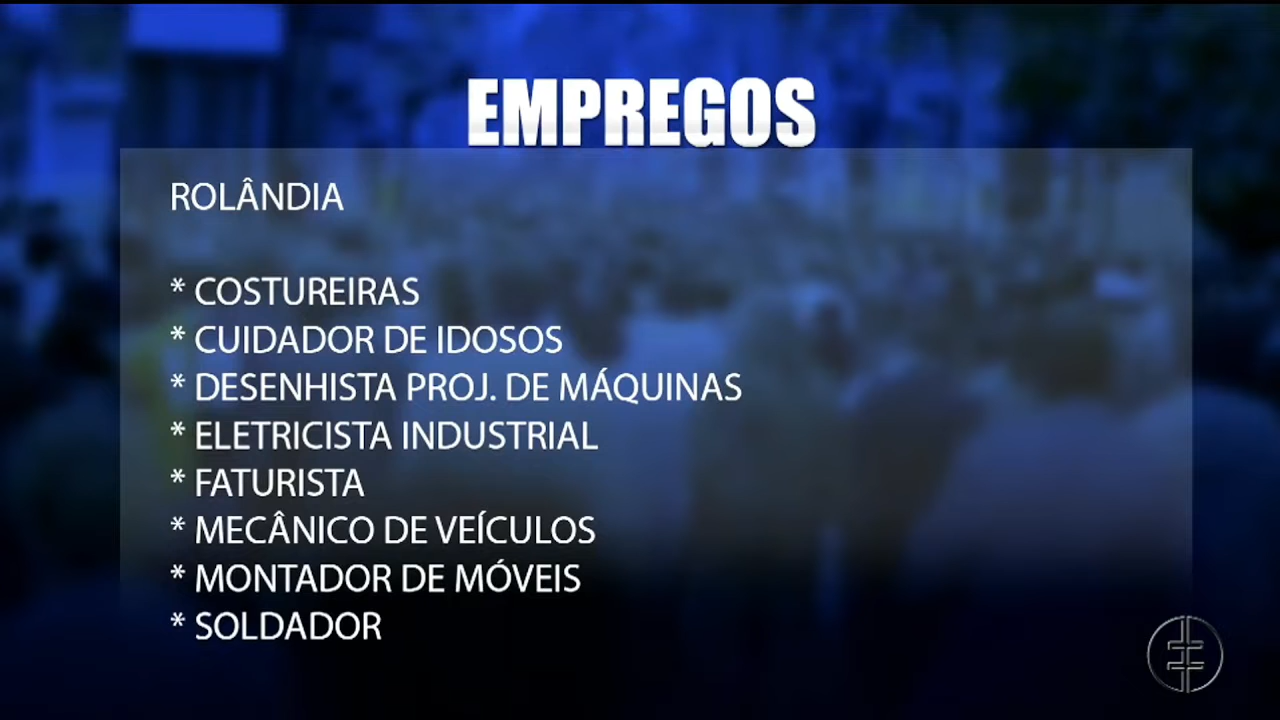 EMPREGOS
ROLÂNDIA
* COSTUREIRAS
* CUIDADOR DE IDOSOS
* DESENHISTA PROJ. DE MÁQUINAS
* ELETRICISTA INDUSTRIAL
* FATURISTA
* MECÂNICO DE VEÍCULOS
* MONTADOR DE MÓVEIS
* SOLDADOR